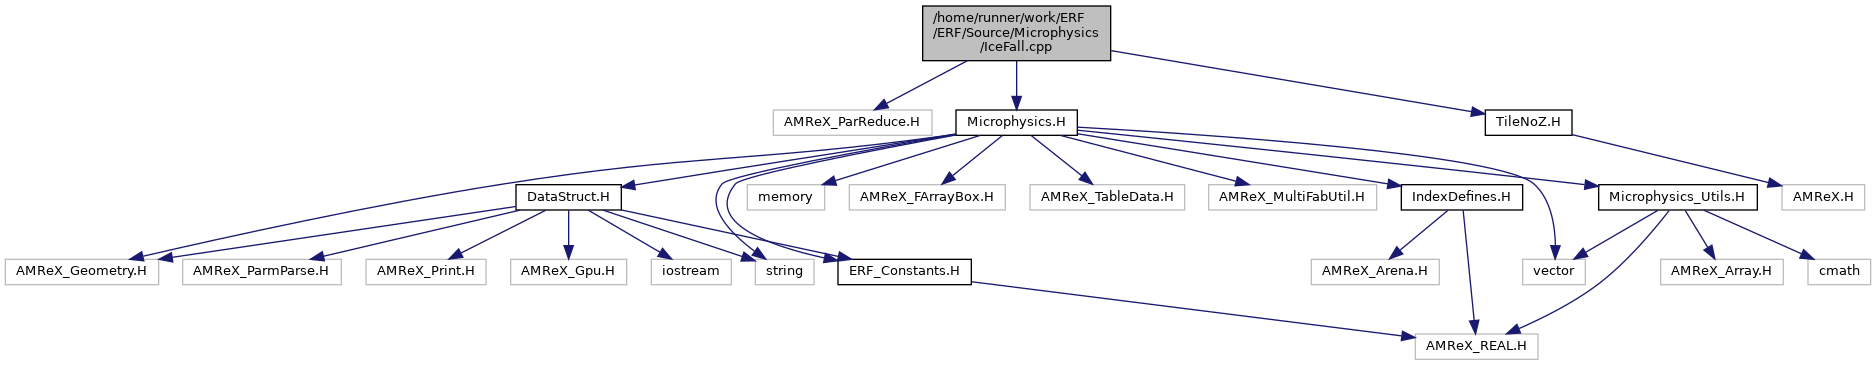 /home/runner/work/ERF
/ERF/Source/Microphysics
/IceFall.cpp
AMReX_ParReduce.H
Microphysics.H
TileNoZ.H
DataStruct.H
memory
AMReX_FArrayBox.H
AMReX_TableData.H
AMReX_MultiFabUtil.H
IndexDefines.H
Microphysics_Utils.H
AMReX.H
AMReX_Geometry.H
AMReX_ParmParse.H
AMReX_Print.H
AMReX_Gpu.H
iostream
string
ERF_Constants.H
AMReX_Arena.H
vector
AMReX_Array.H
cmath
AMReX_REAL.H